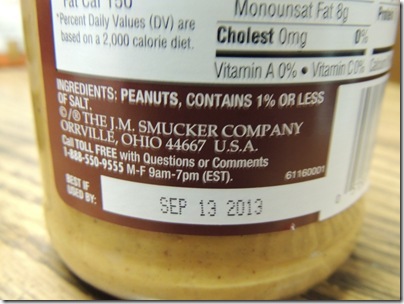 Fat Cal 150
*Percent Daily Values (DV) are
based on a 2,000 calorie diet.
Monounsat Fat 8g
Cholest 0mg 0%
Vitamin A 0% • Vitamin C 0%
INGREDIENTS: PEANUTS, CONTAINS 1% OR LESS
OF SALT.
©/® THE J.M. SMUCKER COMPANY
ORRVILLE, OHIO 44667 U.S.A.
Call TOLL FREE with Questions or Comments
1-888-550-9555 M-F 9am-7pm (EST).
61160001
BEST IF
USED BY:
SEP 13 2013